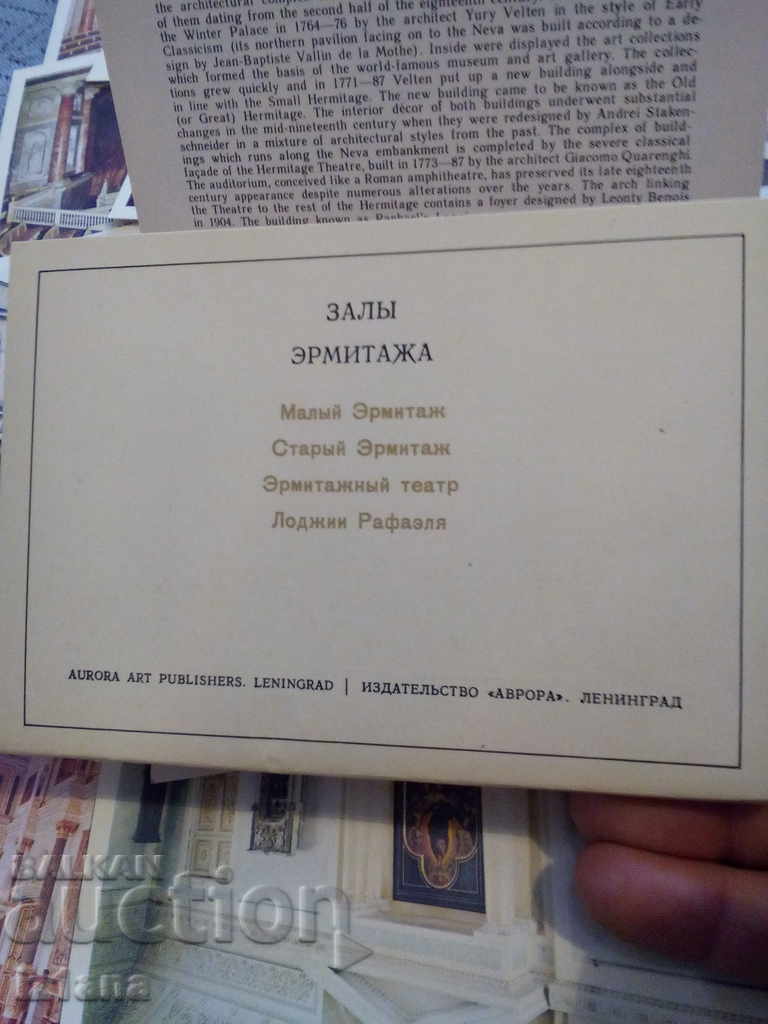 the architectural
of them dating from the second half of the eighteenth
the Winter Palace in 1764—76 by the architect Yury Velten in the style of Early
Classicism (its northern pavilion facing on to the Neva was built according to a de-
sign by Jean-Baptiste Vallin de la Mothe). Inside were displayed the art collections
which formed the basis of the world-famous museum and art gallery. The collec-
tions grew quickly and in 1771—87 Velten put up a new building alongside and
in line with the Small Hermitage. The new building came to be known as the Old
(or Great) Hermitage. The interior décor of both buildings underwent substantial
changes in the mid-nineteenth century when they were redesigned by Andrei Staken-
schneider in a mixture of architectural styles from the past. The complex of build-
ings which runs along the Neva embankment is completed by the severe classical
façade of the Hermitage Theatre, built in 1773—87 by the architect Giacomo Quarenghi.
The auditorium, conceived like a Roman amphitheatre, has preserved its late eighteenth
century appearance despite numerous alterations over the years. The arch linking
the Theatre to the rest of the Hermitage contains a foyer designed by Leonty Benois
in 1904. The building known as Raphael's
ЗАЛЫ
ЭРМИТАЖА
Малый Эрмитаж
Старый Эрмитаж
Эрмитажный театр
Лоджии Рафаэля
AURORA ART PUBLISHERS. LENINGRAD | ИЗДАТЕЛЬСТВО «АВРОРА». ЛЕНИНГРАД
BALKAN
auction
iziana